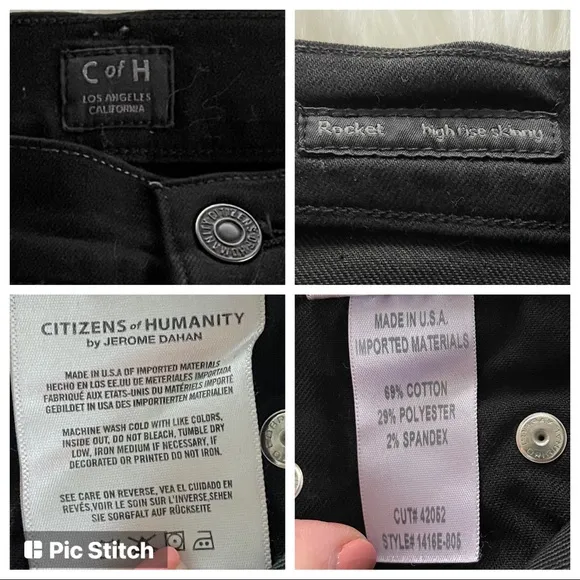 C of H
LOS ANGELES
CALIFORNIA
CITIZENS OF HUMANITY
Rocket high rise skinny
CITIZENS of HUMANITY
by JEROME DAHAN
MADE IN U.S.A OF IMPORTED MATERIALS
HECHO EN LOS EE.UU DE METERIALES IMPORTADA
FABRIQUÉ AUX ETATS-UNIS DU MATÉRIELS IMPORTÉ
GEBILDET IN USA DES IMPORTIERTEN MATERIALIEN
MACHINE WASH COLD WITH LIKE COLORS,
INSIDE OUT, DO NOT BLEACH, TUMBLE DRY
LOW, IRON MEDIUM IF NECESSARY, IF
DECORATED OR PRINTED DO NOT IRON.
SEE CARE ON REVERSE, VEA EL CUIDADO EN
REVÉS,VOIR LE SOIN SUR L'INVERSE,SEHEN
SIE SORGFALT AUF RÜCKSEITE
Pic Stitch
MADE IN U.S.A.
IMPORTED MATERIALS
69% COTTON
29% POLYESTER
2% SPANDEX
CUT# 42052
STYLE# 1416E-805